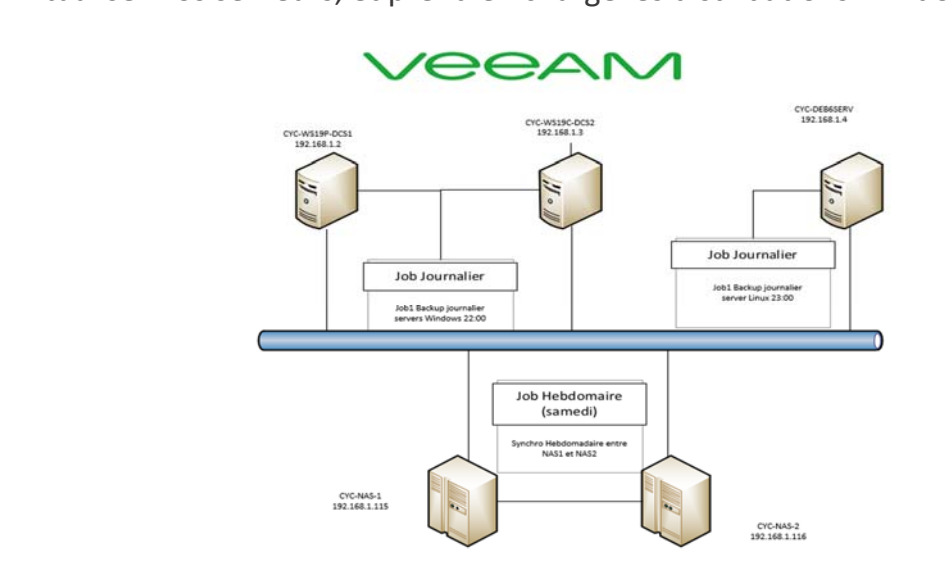 veeAM
CYC-WS19P-DCS1
192.168.1.2
CYC-WS19C-DCS2
192.168.1.3
CYC-DEB6SERV
192.168.1.4
Job Journalier
Job1 Backup journalier
servers Windows 22:00
Job Journalier
Job1 Backup journalier
server Linux 23:00
Job Hebdomaire
(samedi)
Synchro Hebdomadaire entre
NAS1 et NAS2
CYC-NAS-1
192.168.1.115
CYC-NAS-2
192.168.1.116